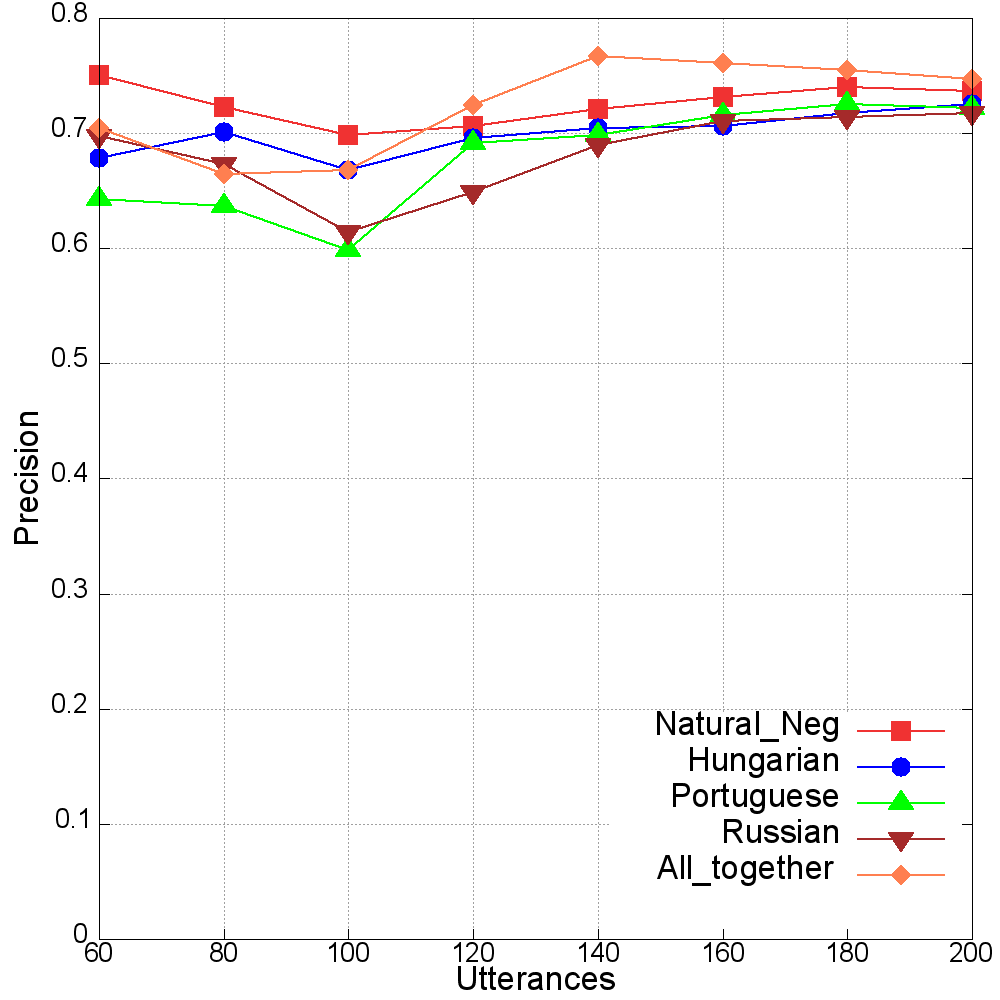 0.8
0.7
0.6
0.5
0.4
0.3
0.2
0.1
0
Precision
60 80 100 120 140 160 180 200
Utterances
Natural_Neg
Hungarian
Portuguese
Russian
All_together